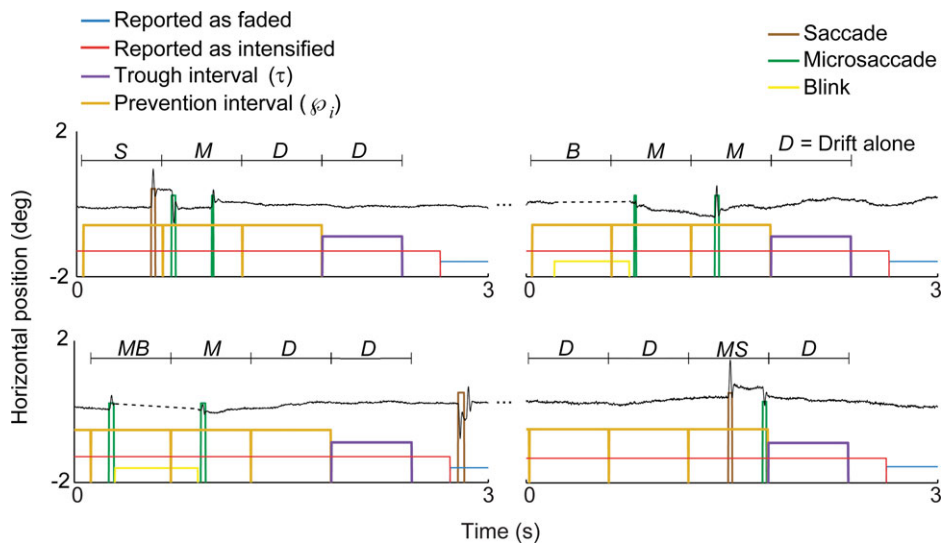 Reported as faded
Reported as intensified
Trough interval (τ)
Prevention interval (℘i)
Saccade
Microsaccade
Blink
2
S M D D
B M M D = Drift alone
Horizontal position (deg)
...
-2
0 3
0 3
2
MB M D D
D D MS D
...
-2
0 3
0 3
Time (s)